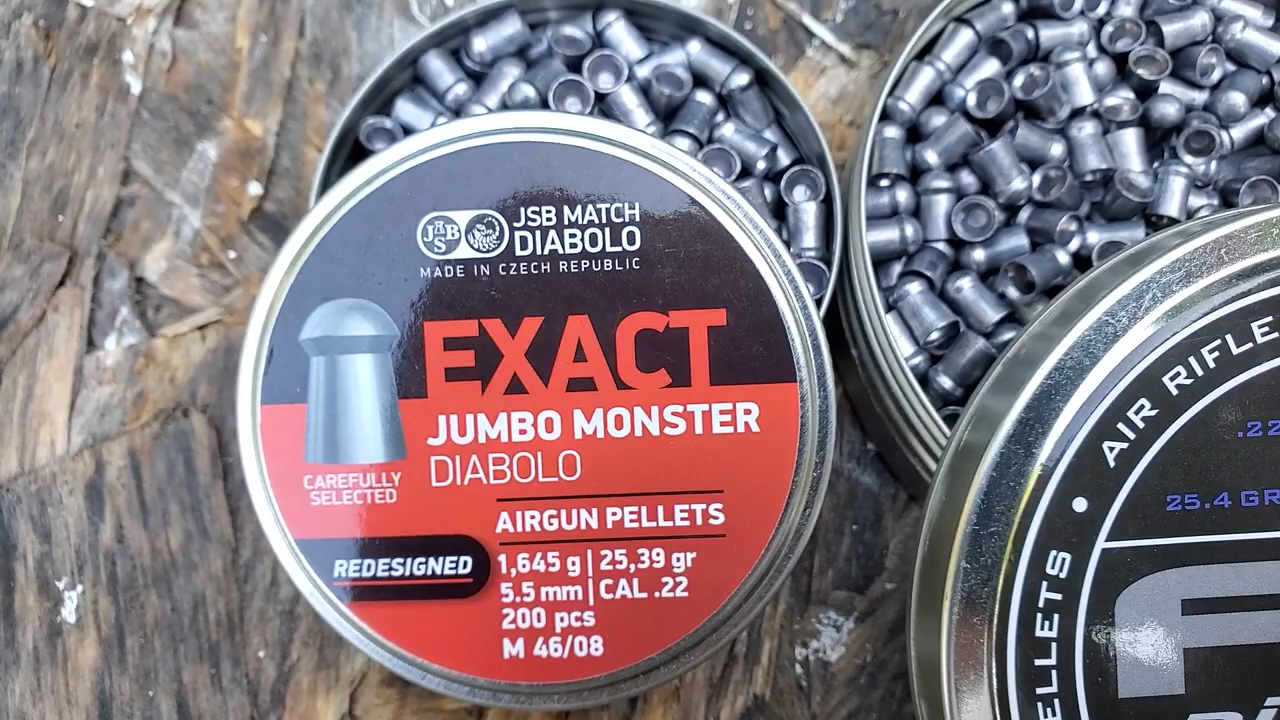 JSB
JSB MATCH
DIABOLO
MADE IN CZECH REPUBLIC
EXACT
JUMBO MONSTER
DIABOLO
CAREFULLY
SELECTED
AIRGUN PELLETS
REDESIGNED
1,645 g | 25,39 gr
5.5 mm | CAL .22
200 pcs
M 46/08
AIR RIFLE
.22
25.4 GR